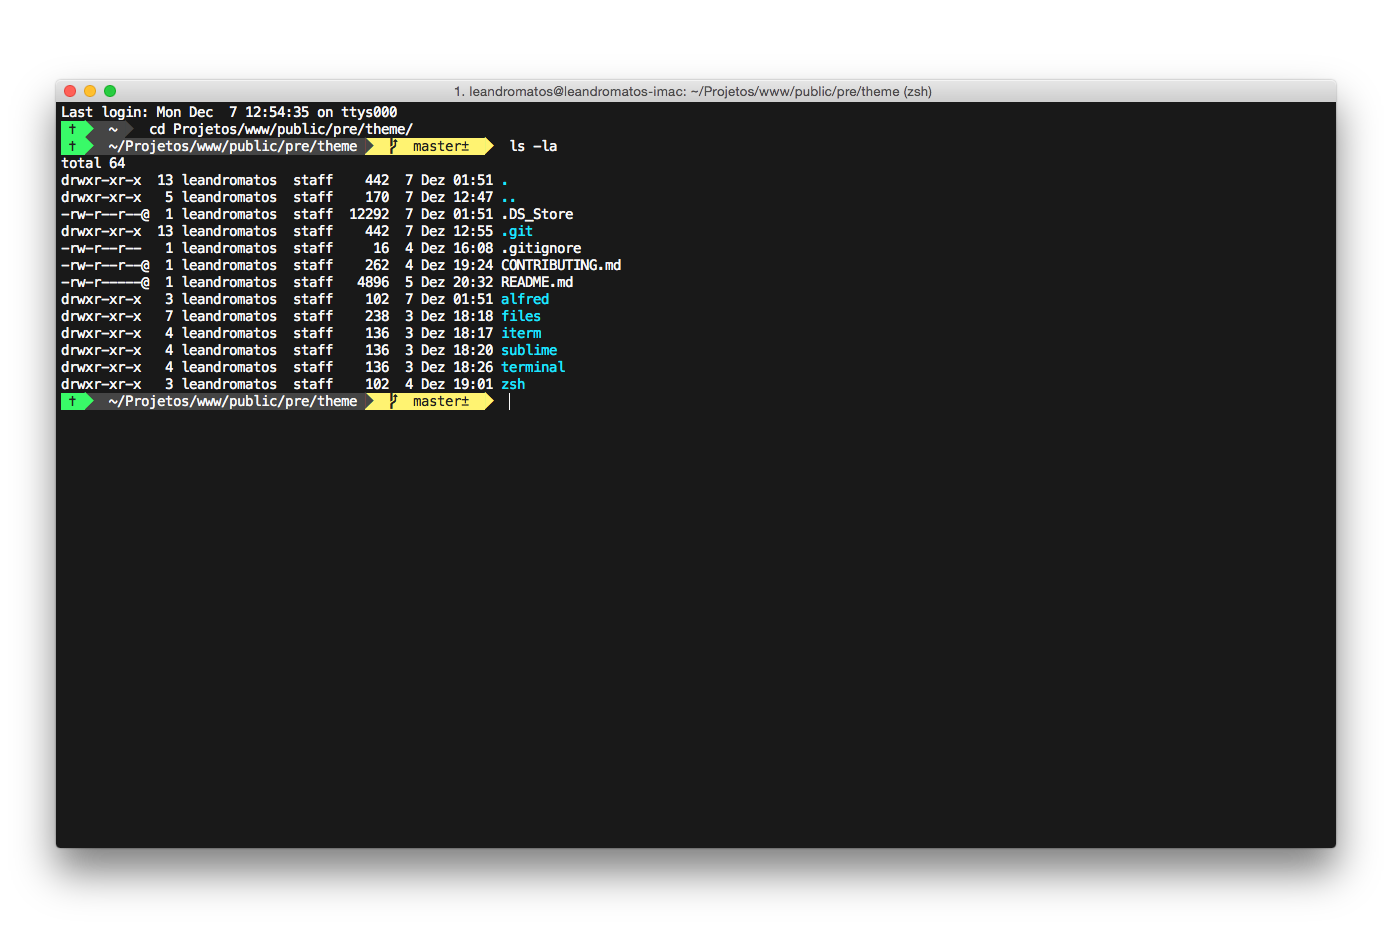 1. leandromatos@leandromatos-imac: ~/Projetos/www/public/pre/theme (zsh)
Last login: Mon Dec  7 12:54:35 on ttys000
† ~ cd Projetos/www/public/pre/theme/
† ~/Projetos/www/public/pre/theme master± ls -la
total 64
drwxr-xr-x  13 leandromatos  staff    442  7 Dez 01:51 .
drwxr-xr-x   5 leandromatos  staff    170  7 Dez 12:47 ..
-rw-r--r--@  1 leandromatos  staff  12292  7 Dez 01:51 .DS_Store
drwxr-xr-x  13 leandromatos  staff    442  7 Dez 12:55 .git
-rw-r--r--   1 leandromatos  staff     16  4 Dez 16:08 .gitignore
-rw-r--r--@  1 leandromatos  staff    262  4 Dez 19:24 CONTRIBUTING.md
-rw-r-----@  1 leandromatos  staff   4896  5 Dez 20:32 README.md
drwxr-xr-x   3 leandromatos  staff    102  7 Dez 01:51 alfred
drwxr-xr-x   7 leandromatos  staff    238  3 Dez 18:18 files
drwxr-xr-x   4 leandromatos  staff    136  3 Dez 18:17 iterm
drwxr-xr-x   4 leandromatos  staff    136  3 Dez 18:20 sublime
drwxr-xr-x   4 leandromatos  staff    136  3 Dez 18:26 terminal
drwxr-xr-x   3 leandromatos  staff    102  4 Dez 19:01 zsh
† ~/Projetos/www/public/pre/theme master±